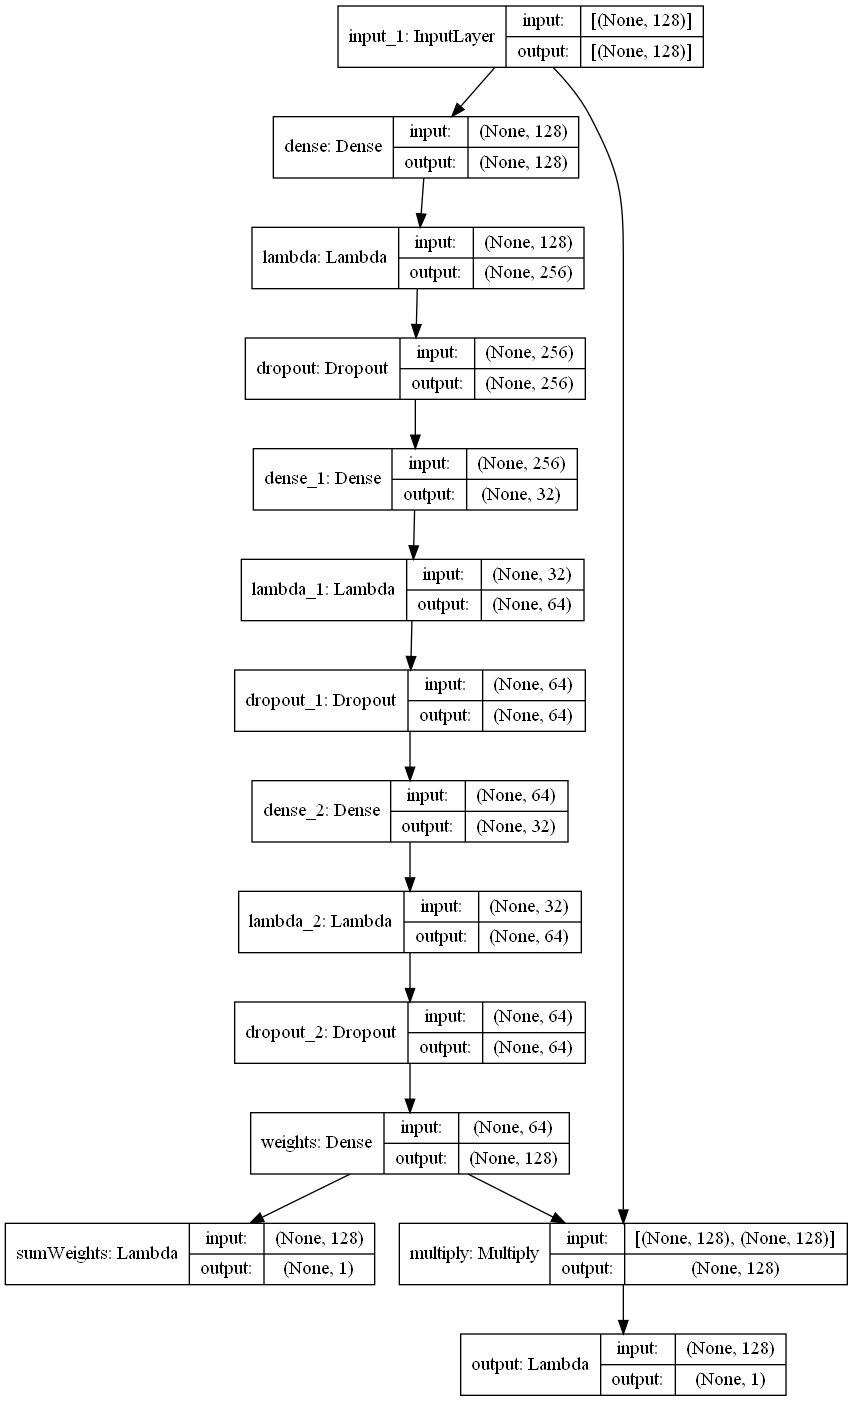 input_1: InputLayer
input:
[(None, 128)]
output:
[(None, 128)]
dense: Dense
input:
(None, 128)
output:
(None, 128)
lambda: Lambda
input:
(None, 128)
output:
(None, 256)
dropout: Dropout
input:
(None, 256)
output:
(None, 256)
dense_1: Dense
input:
(None, 256)
output:
(None, 32)
lambda_1: Lambda
input:
(None, 32)
output:
(None, 64)
dropout_1: Dropout
input:
(None, 64)
output:
(None, 64)
dense_2: Dense
input:
(None, 64)
output:
(None, 32)
lambda_2: Lambda
input:
(None, 32)
output:
(None, 64)
dropout_2: Dropout
input:
(None, 64)
output:
(None, 64)
weights: Dense
input:
(None, 64)
output:
(None, 128)
sumWeights: Lambda
input:
(None, 128)
output:
(None, 1)
multiply: Multiply
input:
[(None, 128), (None, 128)]
output:
(None, 128)
output: Lambda
input:
(None, 128)
output:
(None, 1)